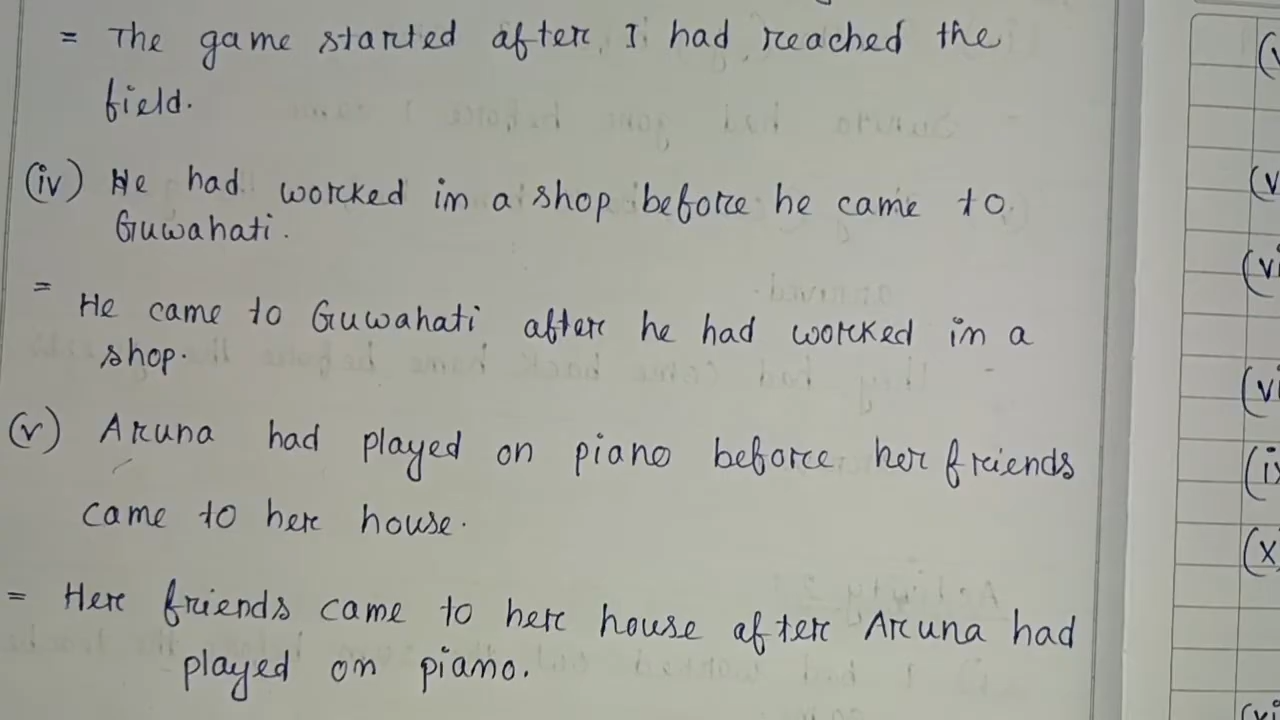 = The game started after I had reached the
field.
(iv) He had worked in a shop before he came to
Guwahati.
= He came to Guwahati after he had worked in a
shop.
(v) Aruna had played on piano before her friends
came to her house.
= Her friends came to her house after Aruna had
played on piano.